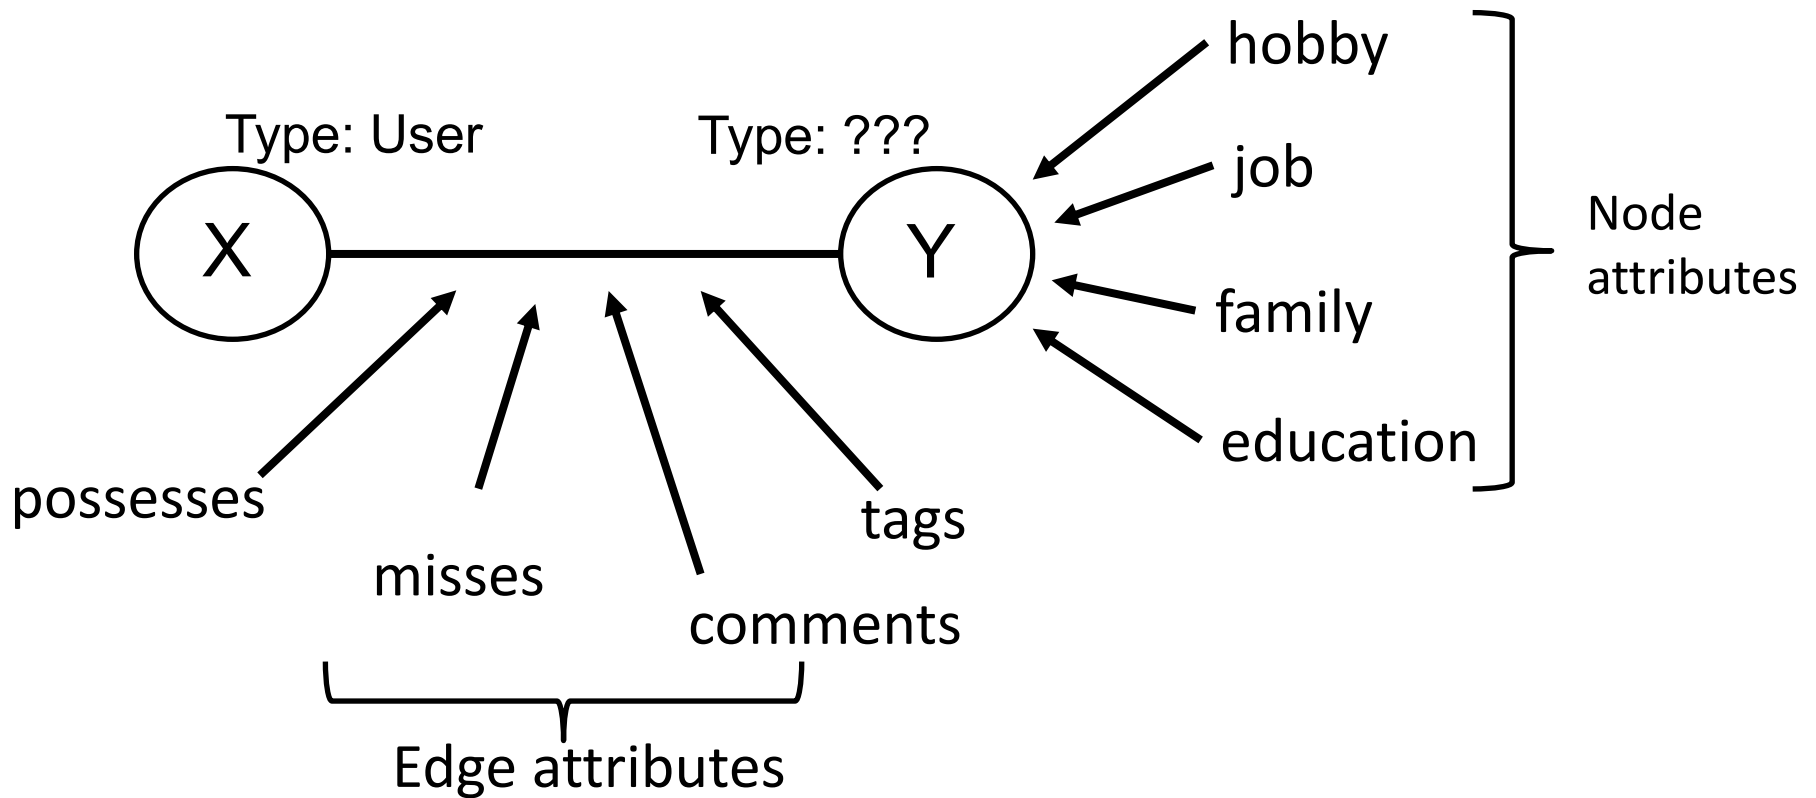 hobby
Type: User
Type: ???
job
X
Y
Node
attributes
family
education
possesses
tags
misses
comments
Edge attributes